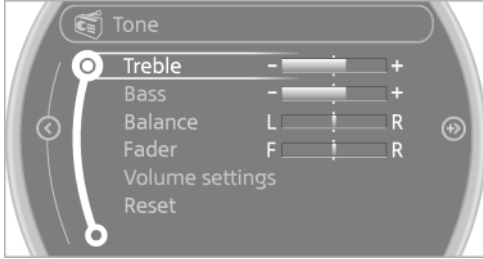 Tone
Treble - +
Bass - +
Balance L R
Fader F R
Volume settings
Reset